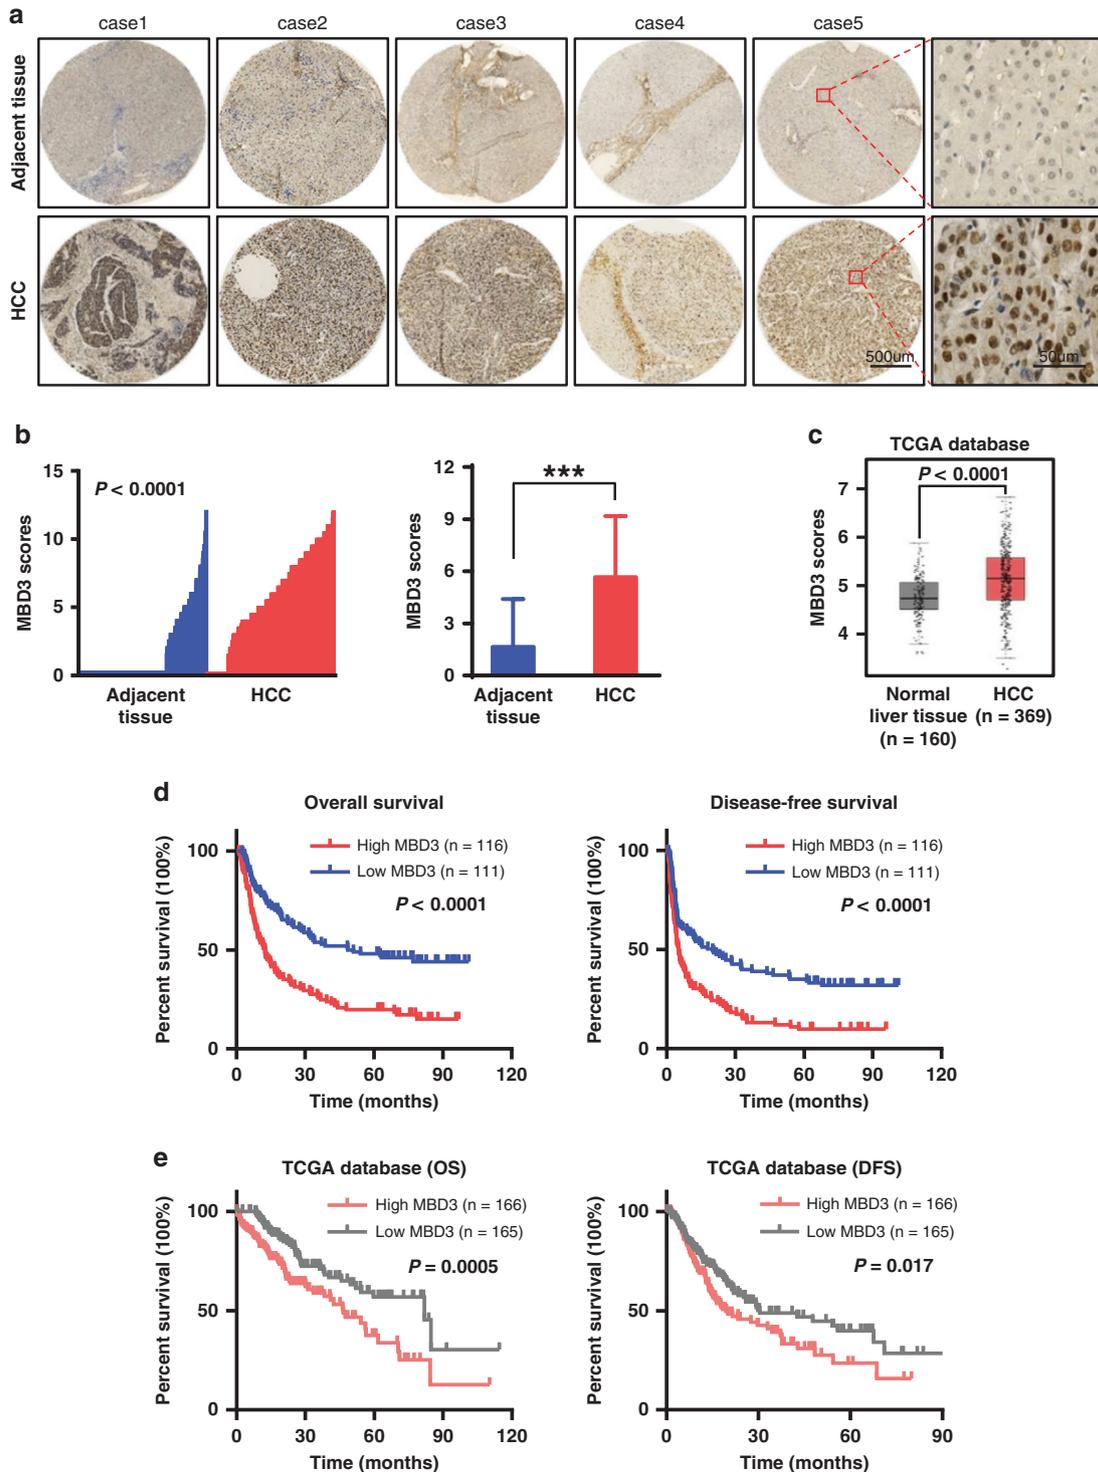 a
case1 case2 case3 case4 case5
Adjacent tissue
HCC
500um
50um
b
15
10
5
0
MBD3 scores
P < 0.0001
Adjacent
tissue
HCC
12
9
6
3
0
MBD3 scores
***
Adjacent
tissue
HCC
c
TCGA database
P < 0.0001
7
6
5
4
MBD3 scores
Normal
liver tissue
(n = 160)
HCC
(n = 369)
d
Overall survival
Percent survival (100%)
100
50
0
High MBD3 (n = 116)
Low MBD3 (n = 111)
P < 0.0001
0 30 60 90 120
Time (months)
Disease-free survival
Percent survival (100%)
100
50
0
High MBD3 (n = 116)
Low MBD3 (n = 111)
P < 0.0001
0 30 60 90 120
Time (months)
e
TCGA database (OS)
Percent survival (100%)
100
50
0
High MBD3 (n = 166)
Low MBD3 (n = 165)
P = 0.0005
0 30 60 90 120
Time (months)
TCGA database (DFS)
Percent survival (100%)
100
50
0
High MBD3 (n = 166)
Low MBD3 (n = 165)
P = 0.017
0 30 60 90
Time (months)